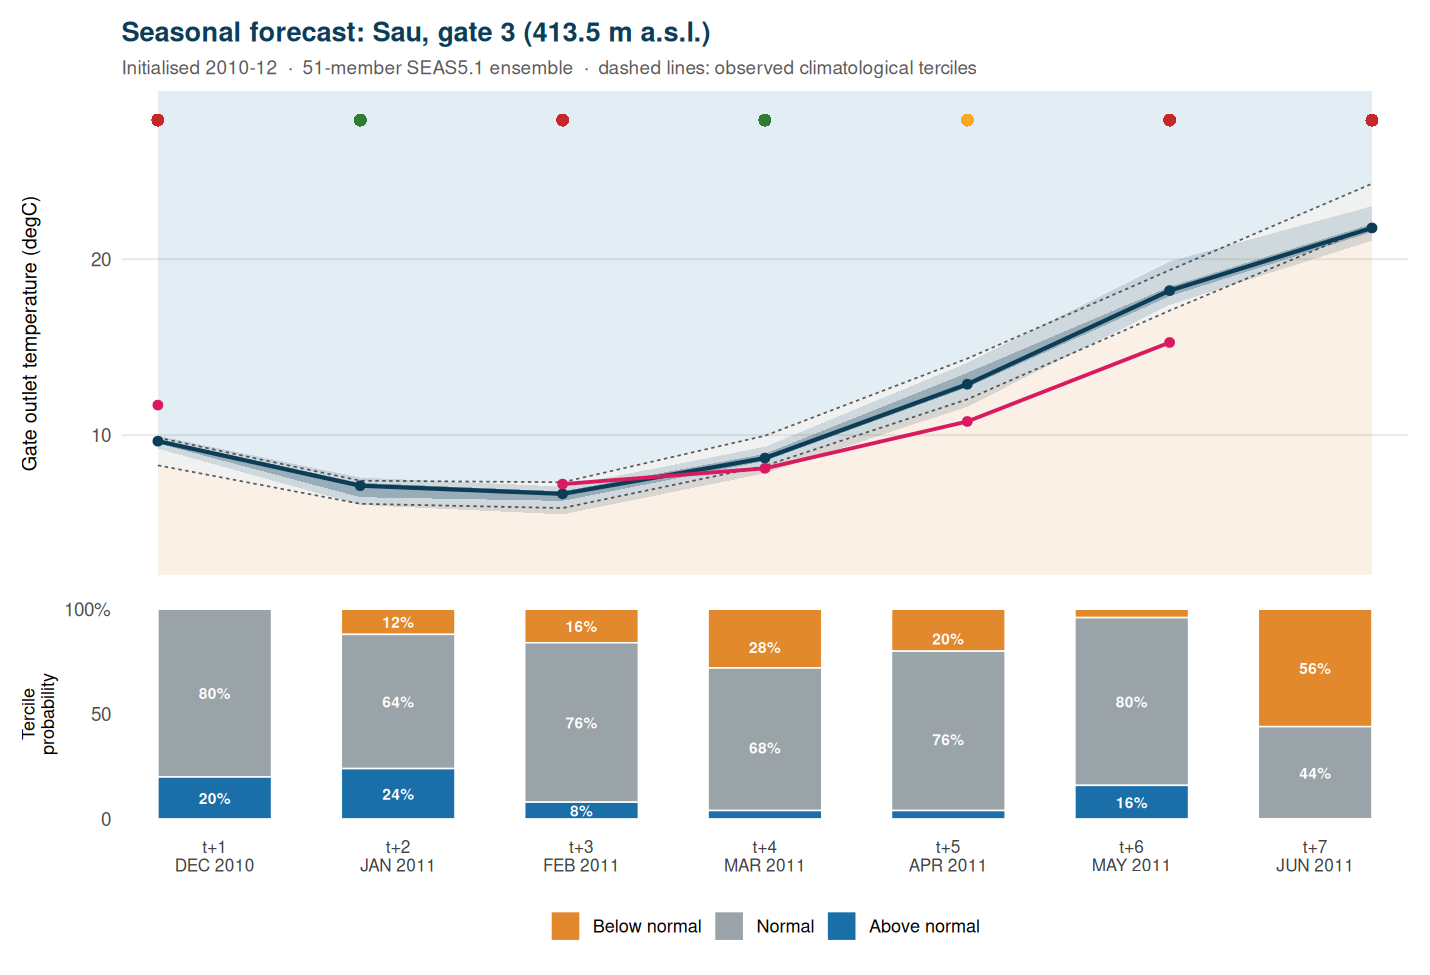 Seasonal forecast: Sau, gate 3 (413.5 m a.s.l.)
Initialised 2010-12 · 51-member SEAS5.1 ensemble · dashed lines: observed climatological terciles
Gate outlet temperature (degC)
20
10
Tercile
probability
100%
50
0
80%
20%
12%
64%
24%
16%
76%
8%
28%
68%
20%
76%
80%
16%
56%
44%
t+1
DEC 2010
t+2
JAN 2011
t+3
FEB 2011
t+4
MAR 2011
t+5
APR 2011
t+6
MAY 2011
t+7
JUN 2011
Below normal
Normal
Above normal